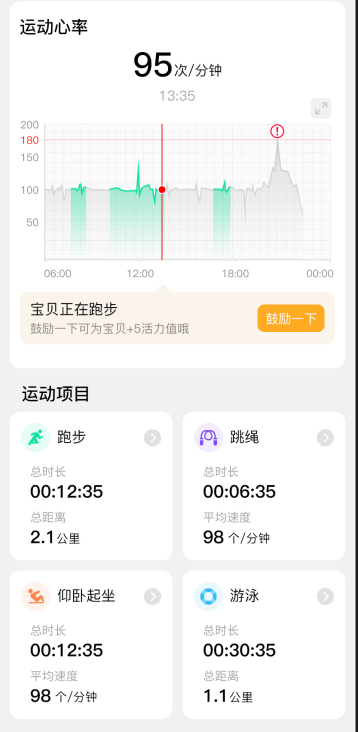 运动心率
95次/分钟
13:35
200
180
150
100
50
06:00 12:00 18:00 00:00
宝贝正在跑步
鼓励一下可为宝贝+5活力值哦
鼓励一下
运动项目
跑步
总时长
00:12:35
总距离
2.1公里
跳绳
总时长
00:06:35
平均速度
98 个/分钟
仰卧起坐
总时长
00:12:35
平均速度
98 个/分钟
游泳
总时长
00:30:35
总距离
1.1公里